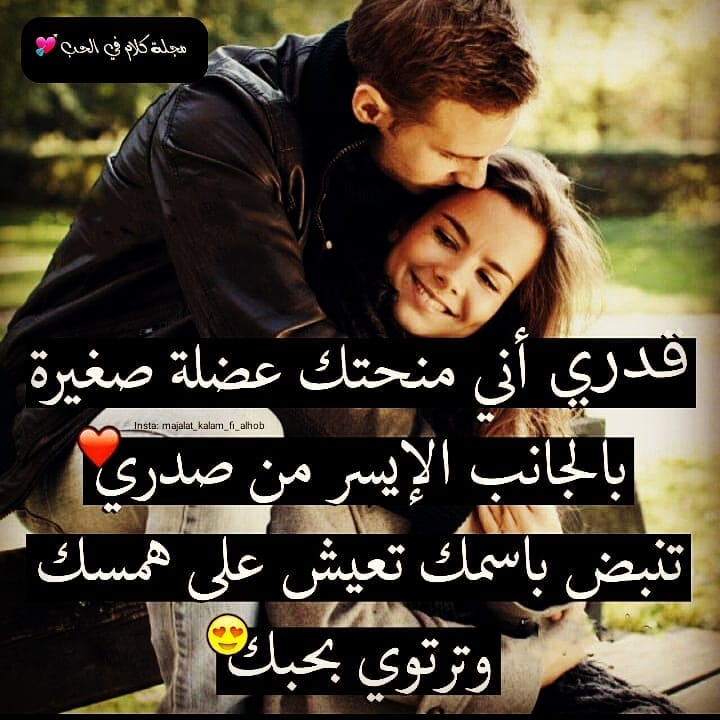 مجلة كلام في الحب 💘
قدري أني منحتك عضلة صغيرة
Insta: majalat_kalam_fi_alhob
بالجانب الإيسر من صدري❤️
تنبض باسمك تعيش على همسك
وترتوي بحبك😍